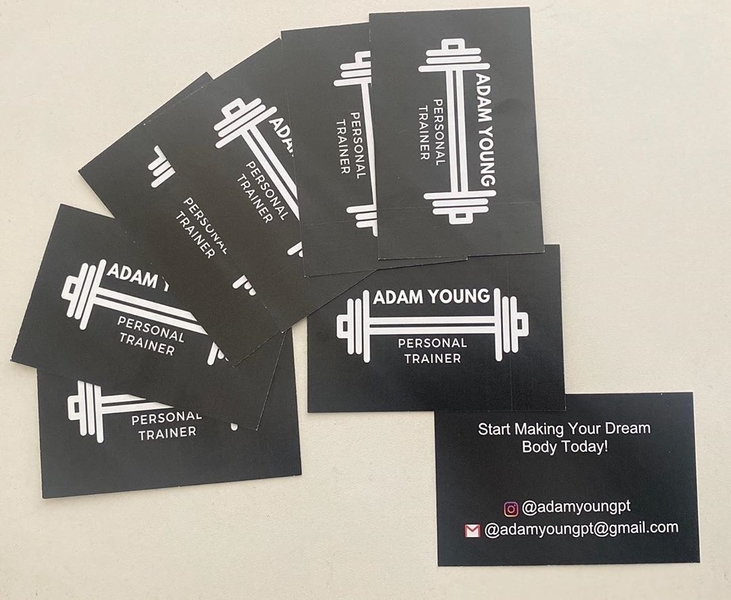 ADAM YOUNG
PERSONAL
TRAINER
PERSONAL
TRAINER
ADA
PERSONAL
TRAINER
PERSONAL
TRAINER
ADAM Y
PERSONAL
TRAINER
PERSONAL
TRAINER
ADAM YOUNG
PERSONAL
TRAINER
Start Making Your Dream
Body Today!
@adamyoungpt
@adamyoungpt@gmail.com